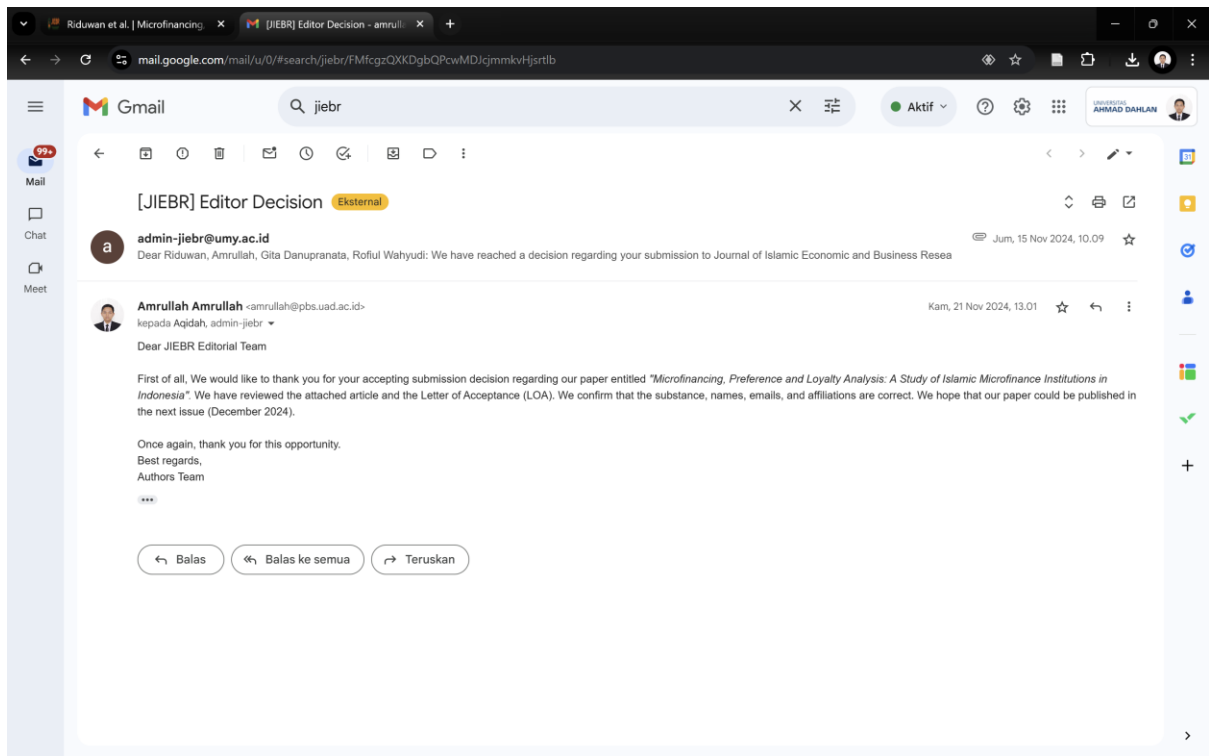 Riduwan et al. | Microfinancing,
[JIEBR] Editor Decision - amrull
mail.google.com/mail/u/0/#search/jiebr/FMfcgzQXKDgbQPcwMDJcjmmkvHjsrtlb
Gmail
jiebr
Aktif
UNIVERSITAS
AHMAD DAHLAN
99+
Mail
Chat
Meet
31
[JIEBR] Editor Decision Eksternal
a
admin-jiebr@umy.ac.id
Jum, 15 Nov 2024, 10.09
Dear Riduwan, Amrullah, Gita Danupranata, Rofiul Wahyudi: We have reached a decision regarding your submission to Journal of Islamic Economic and Business Resea
Amrullah Amrullah <amrullah@pbs.uad.ac.id>
Kam, 21 Nov 2024, 13.01
kepada Aqidah, admin-jiebr
Dear JIEBR Editorial Team
First of all, We would like to thank you for your accepting submission decision regarding our paper entitled "Microfinancing, Preference and Loyalty Analysis: A Study of Islamic Microfinance Institutions in
Indonesia". We have reviewed the attached article and the Letter of Acceptance (LOA). We confirm that the substance, names, emails, and affiliations are correct. We hope that our paper could be published in
the next issue (December 2024).
Once again, thank you for this opportunity.
Best regards,
Authors Team
Balas
Balas ke semua
Teruskan